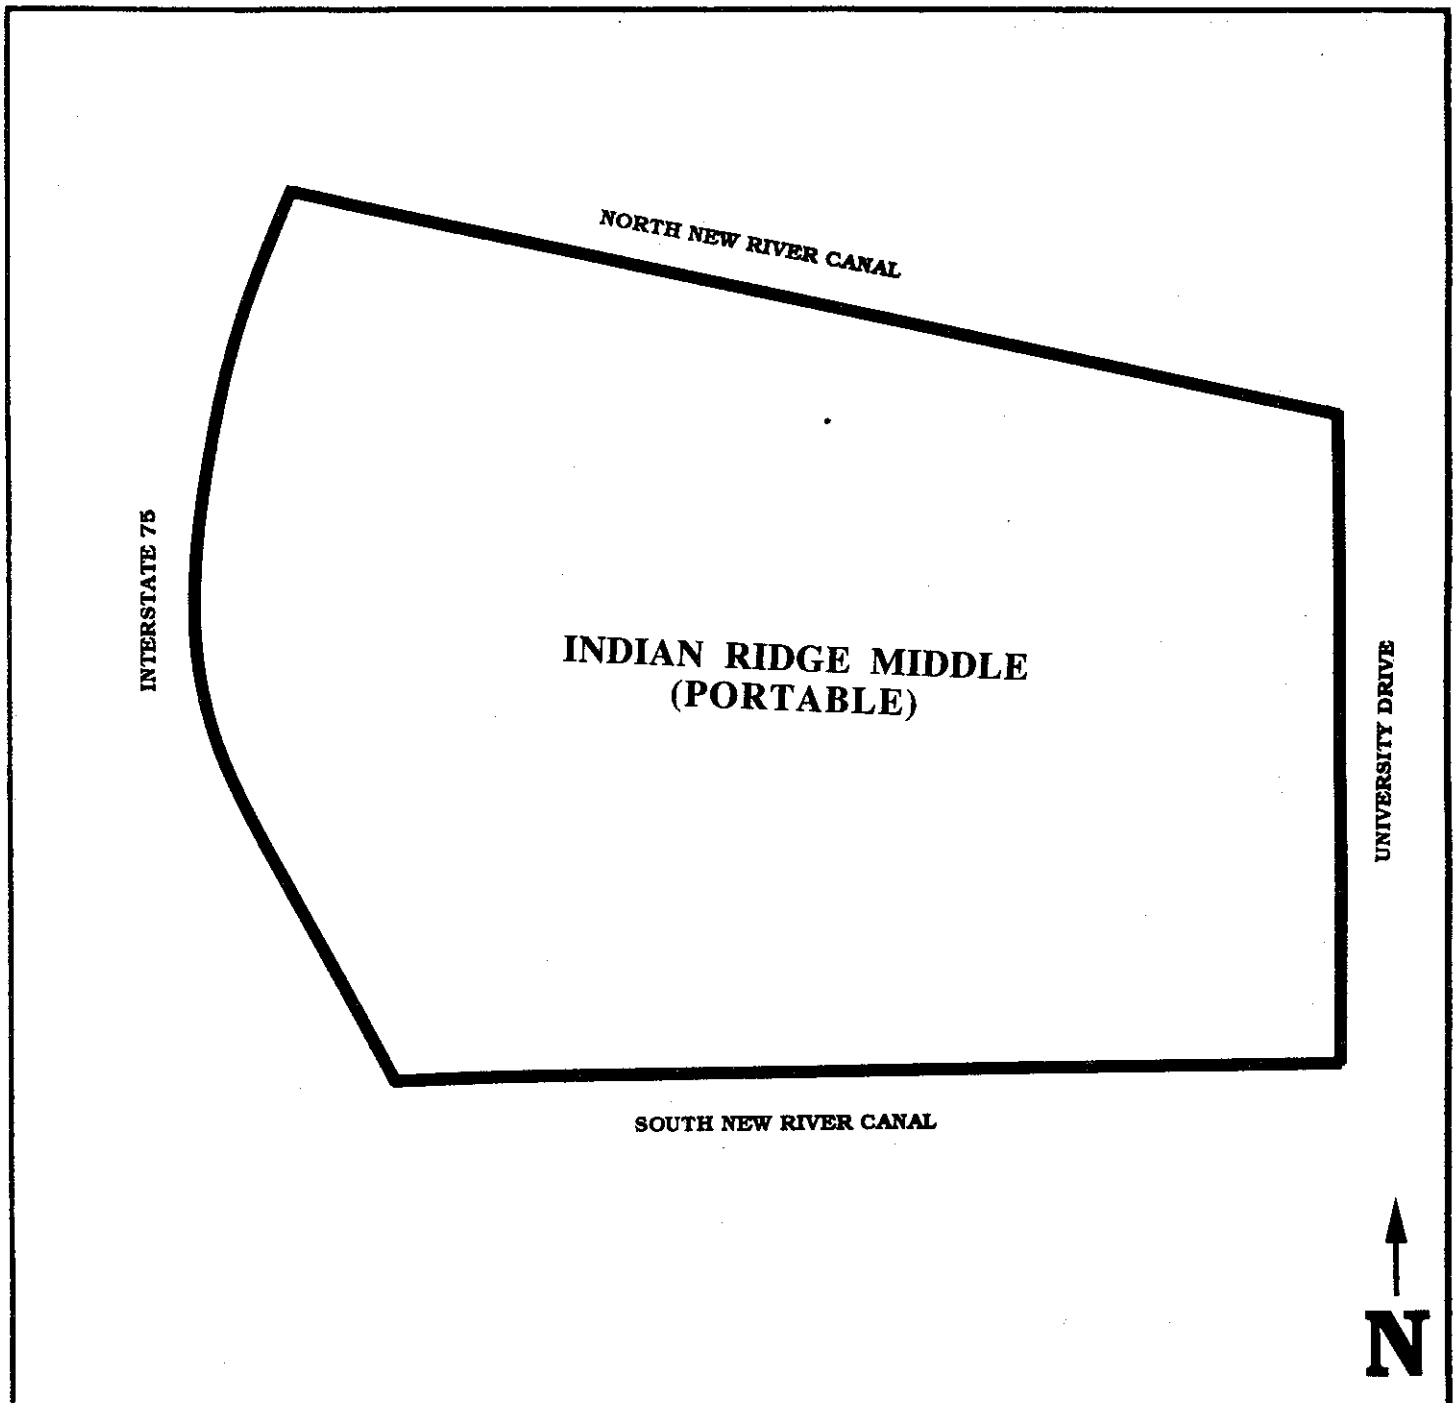 NORTH NEW RIVER CANAL
INTERSTATE 75
INDIAN RIDGE MIDDLE
(PORTABLE)
UNIVERSITY DRIVE
SOUTH NEW RIVER CANAL
N